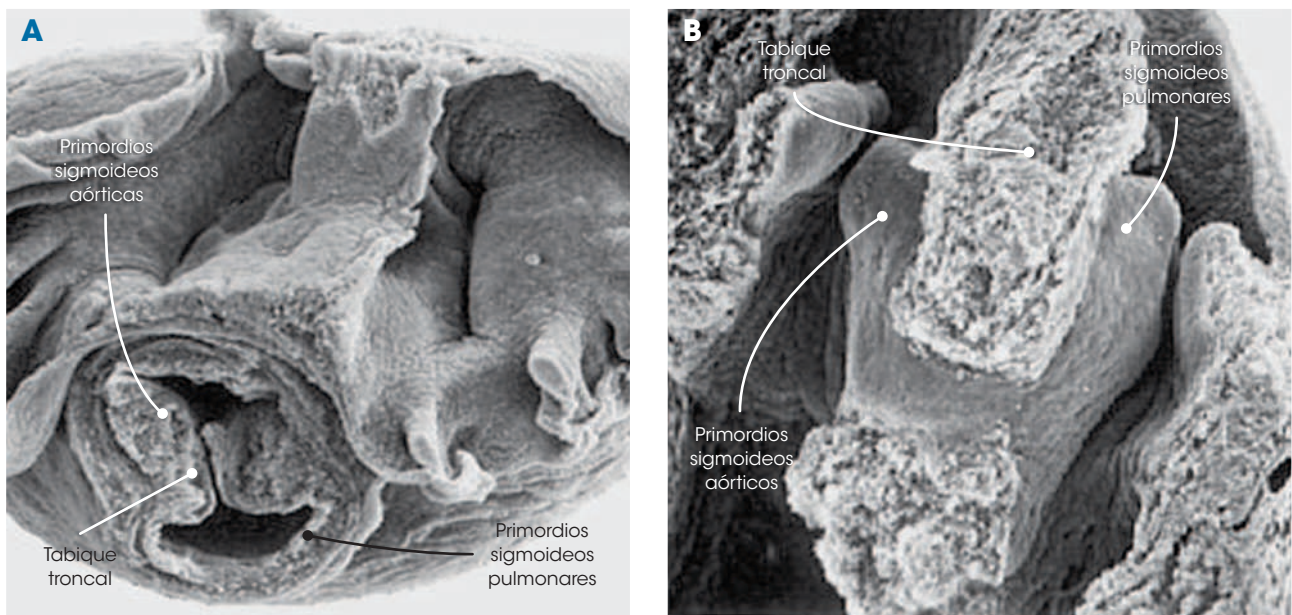 A
Primordios
sigmoideos
aórticas
Tabique
troncal
Primordios
sigmoideos
pulmonares
B
Tabique
troncal
Primordios
sigmoideos
pulmonares
Primordios
sigmoideos
aórticos